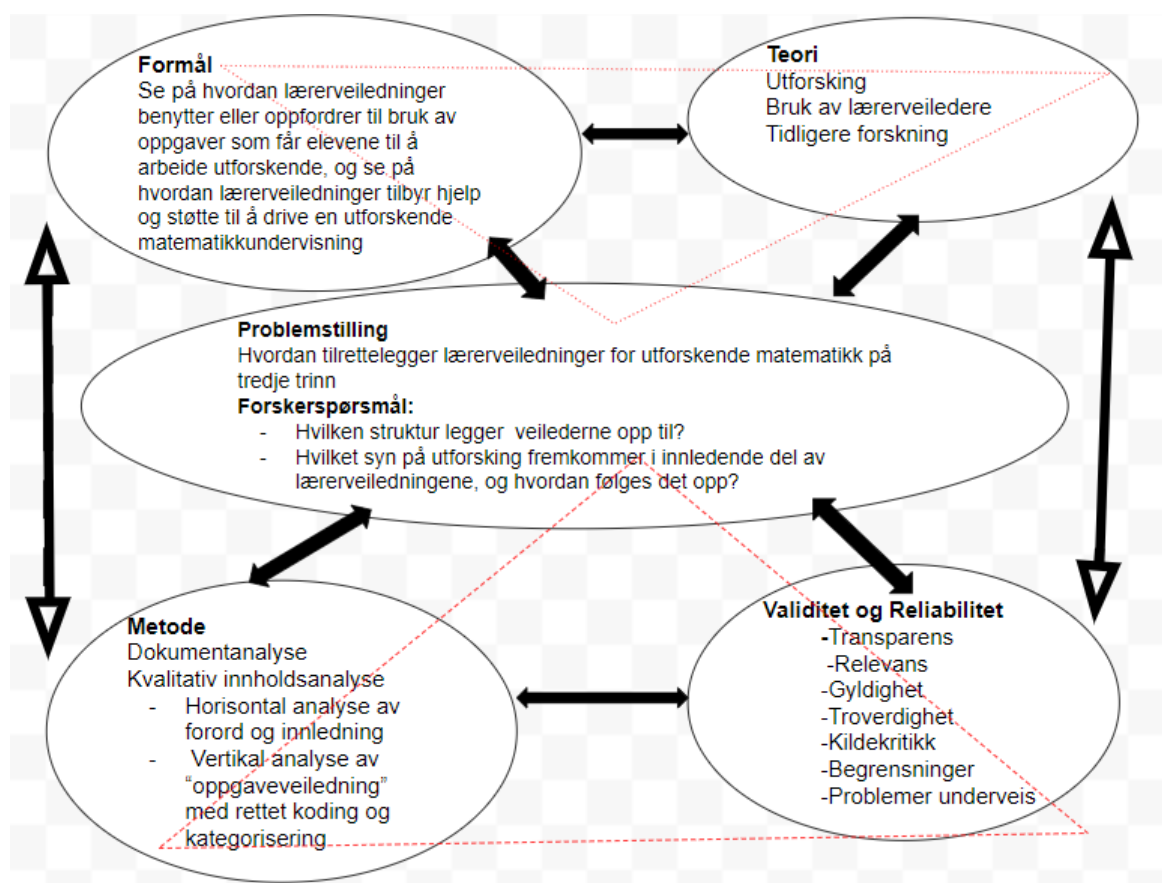 Formål
Se på hvordan lærerveiledninger
benytter eller oppfordrer til bruk av
oppgaver som får elevene til å
arbeide utforskende, og se på
hvordan lærerveiledninger tilbyr hjelp
og støtte til å drive en utforskende
matematikkundervisning
Teori
Utforsking
Bruk av lærerveiledere
Tidligere forskning
Problemstilling
Hvordan tilrettelegger lærerveiledninger for utforskende matematikk på
tredje trinn
Forskerspørsmål:
- Hvilken struktur legger veilederne opp til?
- Hvilket syn på utforsking fremkommer i innledende del av
lærerveiledningene, og hvordan følges det opp?
Metode
Dokumentanalyse
Kvalitativ innholdsanalyse
- Horisontal analyse av
forord og innledning
- Vertikal analyse av
“oppgaveveiledning”
med rettet koding og
kategorisering
Validitet og Reliabilitet
-Transparens
-Relevans
-Gyldighet
-Troverdighet
-Kildekritikk
-Begrensninger
-Problemer underveis